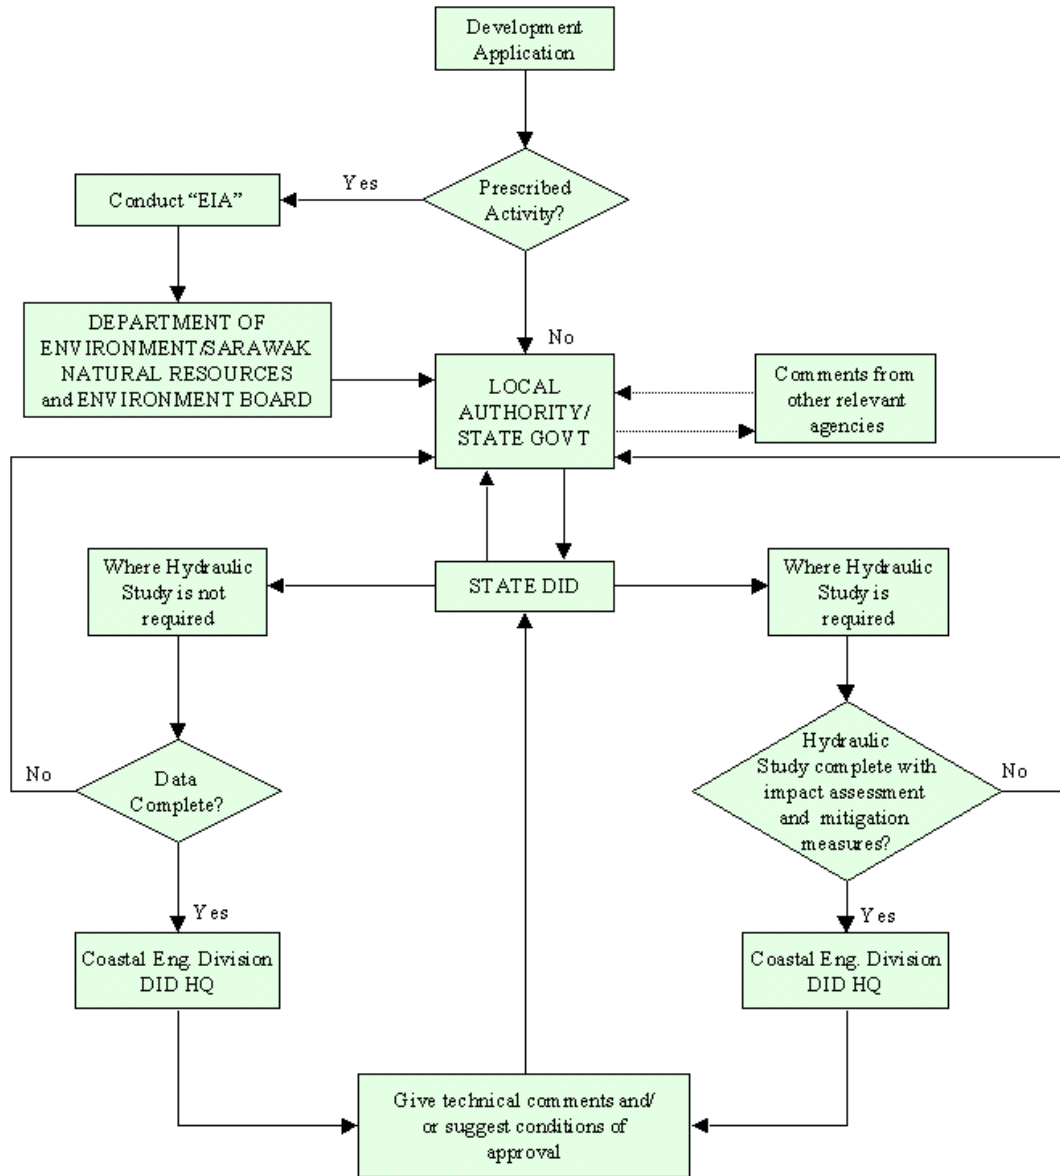 Development
Application
Yes
Prescribed
Activity?
Conduct “EIA”
No
DEPARTMENT OF
ENVIRONMENT/SARAWAK
NATURAL RESOURCES
and ENVIRONMENT BOARD
LOCAL
AUTHORITY/
STATE GOVT
Comments from
other relevant
agencies
Where Hydraulic
Study is not
required
STATE DID
Where Hydraulic
Study is
required
No
Data
Complete?
Hydraulic
Study complete with
impact assessment
and mitigation
measures?
No
Yes
Yes
Coastal Eng. Division
DID HQ
Coastal Eng. Division
DID HQ
Give technical comments and/
or suggest conditions of
approval